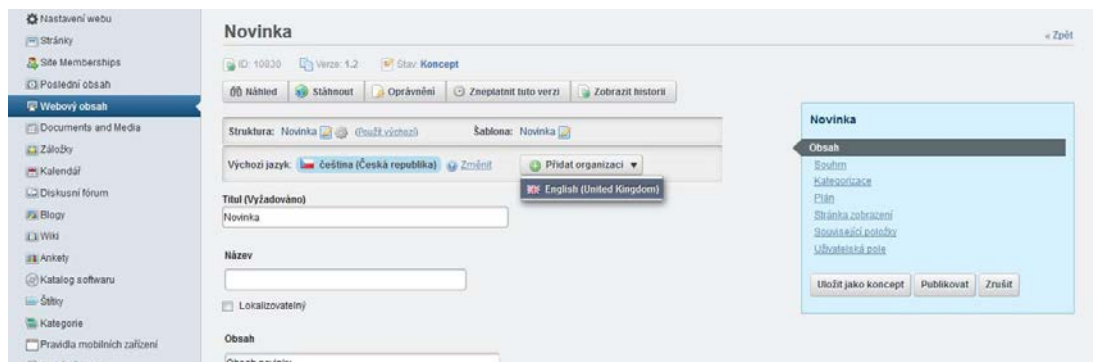 Nastavení webu
Stránky
Site Memberships
Poslední obsah
Webový obsah
Documents and Media
Záložky
Kalendář
Diskusní fórum
Blogy
Wiki
Ankety
Katalog softwaru
Štítky
Kategorie
Pravidla mobilních zařízení
Novinka
« Zpět
ID: 10830 Verze: 1.2 Stav: Koncept
Náhled Stáhnout Oprávnění Zneplatnit tuto verzi Zobrazit historii
Struktura: Novinka (Použít výchozí) Šablona: Novinka
Výchozí jazyk: čeština (Česká republika) Změnit Přidat organizaci
English (United Kingdom)
Titul (Vyžadováno)
Novinka
Název
Lokalizovatelný
Obsah
Obsah novinky
Novinka
Obsah
Souhrn
Kategorizace
Plán
Stránka zobrazení
Související položky
Uživatelská pole
Uložit jako koncept Publikovat Zrušit